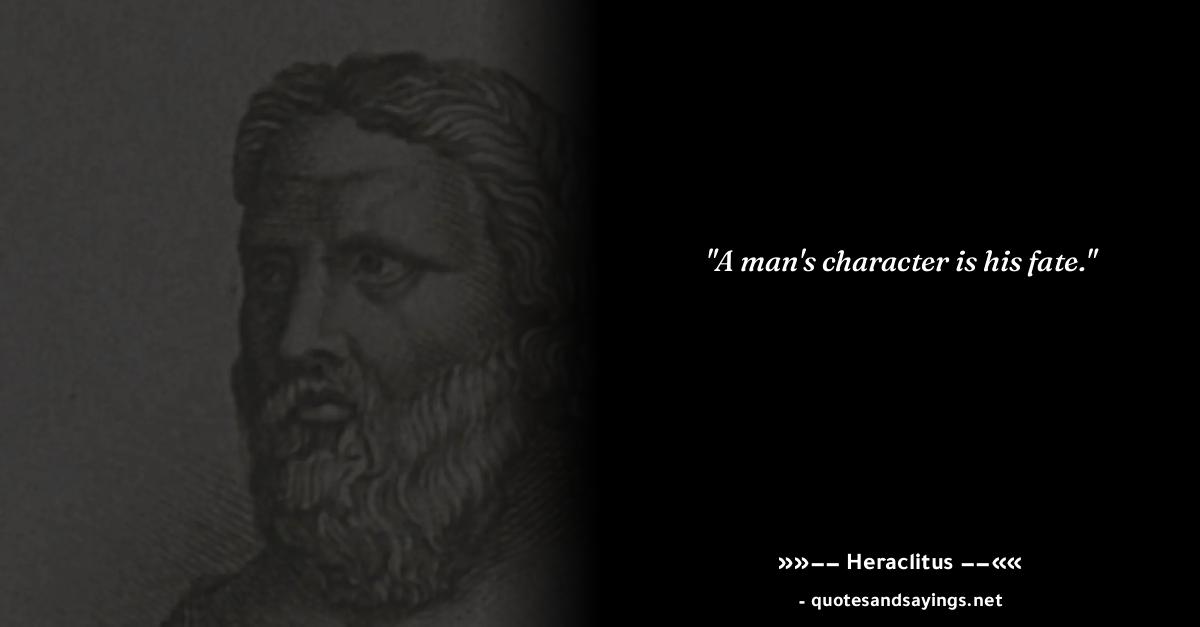 "A man's character is his fate."
»»–– Heraclitus ––««
- quotesandsayings.net